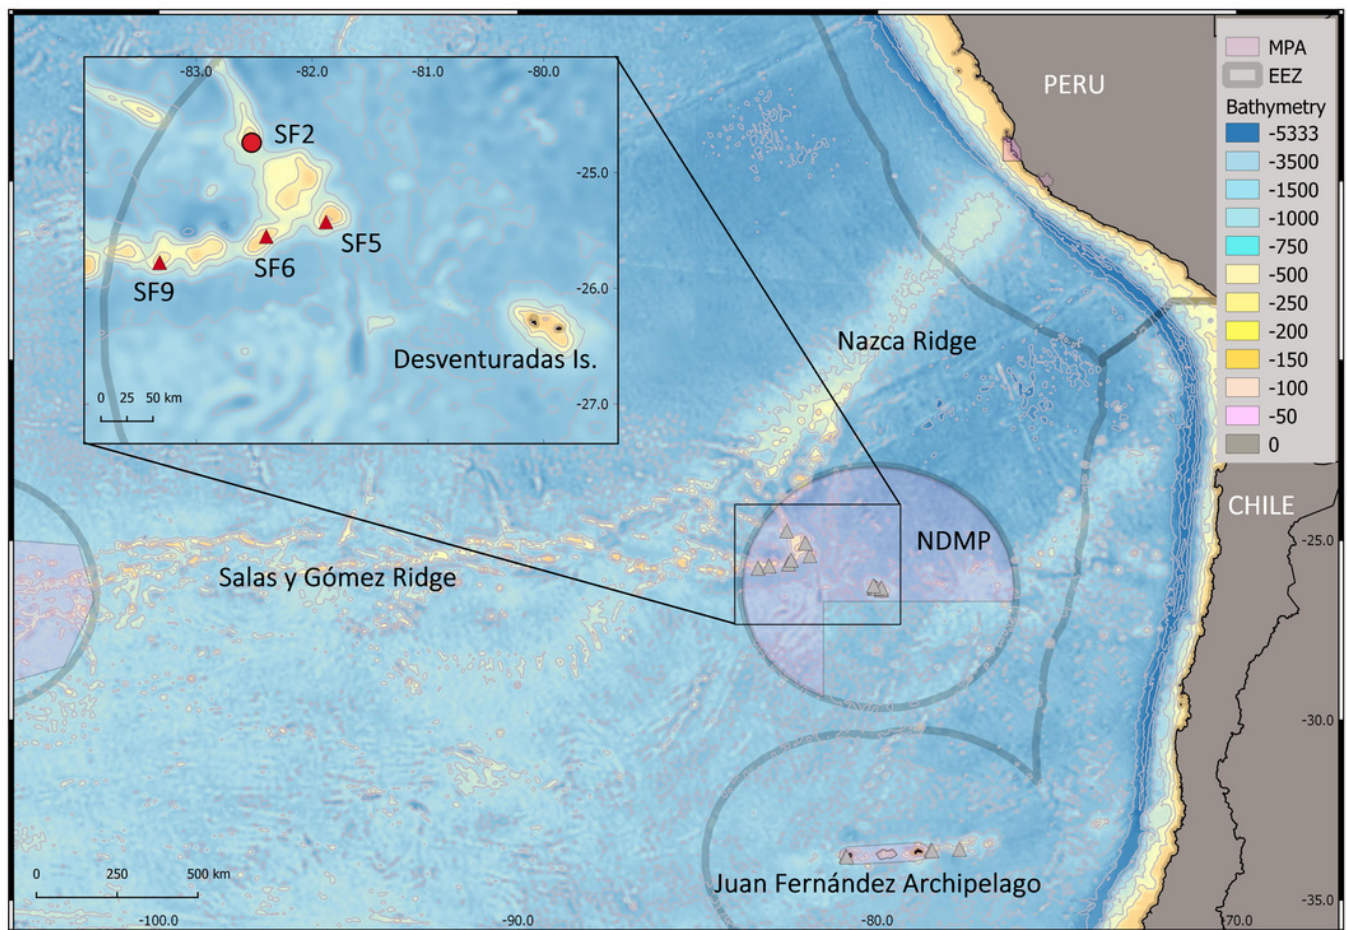 MPA
EEZ
Bathymetry
-5333
-3500
-1500
-1000
-750
-500
-250
-200
-150
-100
-50
0
PERU
CHILE
-83.0
-82.0
-81.0
-80.0
SF2
-25.0
SF5
SF6
SF9
-26.0
Desventuradas Is.
-27.0
0 25 50 km
Nazca Ridge
NDMP
-25.0
Salas y Gómez Ridge
-30.0
Juan Fernández Archipelago
-35.0
0 250 500 km
-100.0
-90.0
-80.0
-70.0